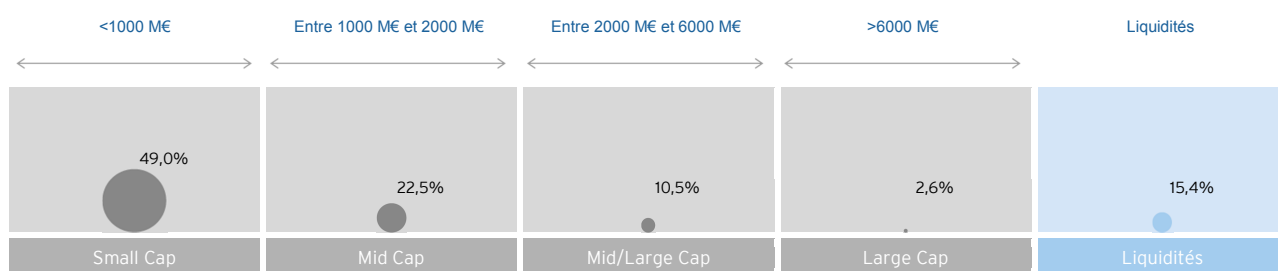 <1000 M€
Entre 1000 M€ et 2000 M€
Entre 2000 M€ et 6000 M€
>6000 M€
Liquidités
49,0%
22,5%
10,5%
2,6%
15,4%
Small Cap
Mid Cap
Mid/Large Cap
Large Cap
Liquidités